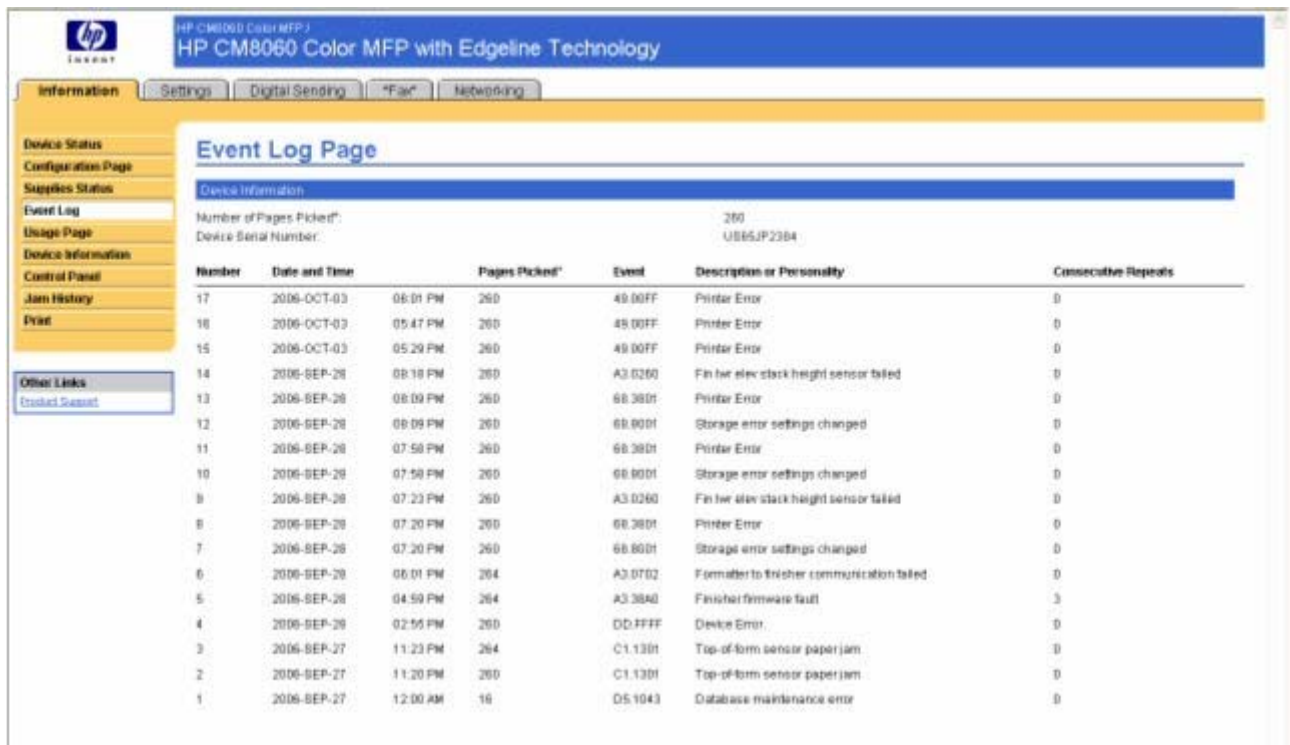 hp
invent
HP CM8060 Color MFP /
HP CM8060 Color MFP with Edgeline Technology
Information Settings Digital Sending "Fax" Networking
Device Status
Configuration Page
Supplies Status
Event Log
Usage Page
Device Information
Control Panel
Jam History
Print
Other Links
Product Support
Event Log Page
Device Information
Number of Pages Picked*: 260
Device Serial Number:
Number Date and Time Pages Picked* Event Description or Personality Consecutive Repeats
17 2006-OCT-03 06:01 PM 260 49.00FF Printer Error 0
16 2006-OCT-03 05:47 PM 260 49.00FF Printer Error 0
15 2006-OCT-03 05:29 PM 260 49.00FF Printer Error 0
14 2006-SEP-28 08:18 PM 260 A3.0260 Fin lwr elev stack height sensor failed 0
13 2006-SEP-28 08:09 PM 260 68.3801 Printer Error 0
12 2006-SEP-28 08:09 PM 260 68.8001 Storage error settings changed 0
11 2006-SEP-28 07:58 PM 260 68.3801 Printer Error 0
10 2006-SEP-28 07:58 PM 260 68.8001 Storage error settings changed 0
9 2006-SEP-28 07:23 PM 260 A3.0260 Fin lwr elev stack height sensor failed 0
8 2006-SEP-28 07:20 PM 260 68.3801 Printer Error 0
7 2006-SEP-28 07:20 PM 260 68.8001 Storage error settings changed 0
6 2006-SEP-28 06:01 PM 264 A3.0702 Formatter to finisher communication failed 0
5 2006-SEP-28 04:59 PM 264 A3.38A0 Finisher firmware fault 3
4 2006-SEP-28 02:55 PM 260 DD.FFFF Device Error. 0
3 2006-SEP-27 11:23 PM 264 C1.1301 Top-of-form sensor paper jam 0
2 2006-SEP-27 11:20 PM 260 C1.1301 Top-of-form sensor paper jam 0
1 2006-SEP-27 12:00 AM 16 D5.1043 Database maintenance error 0